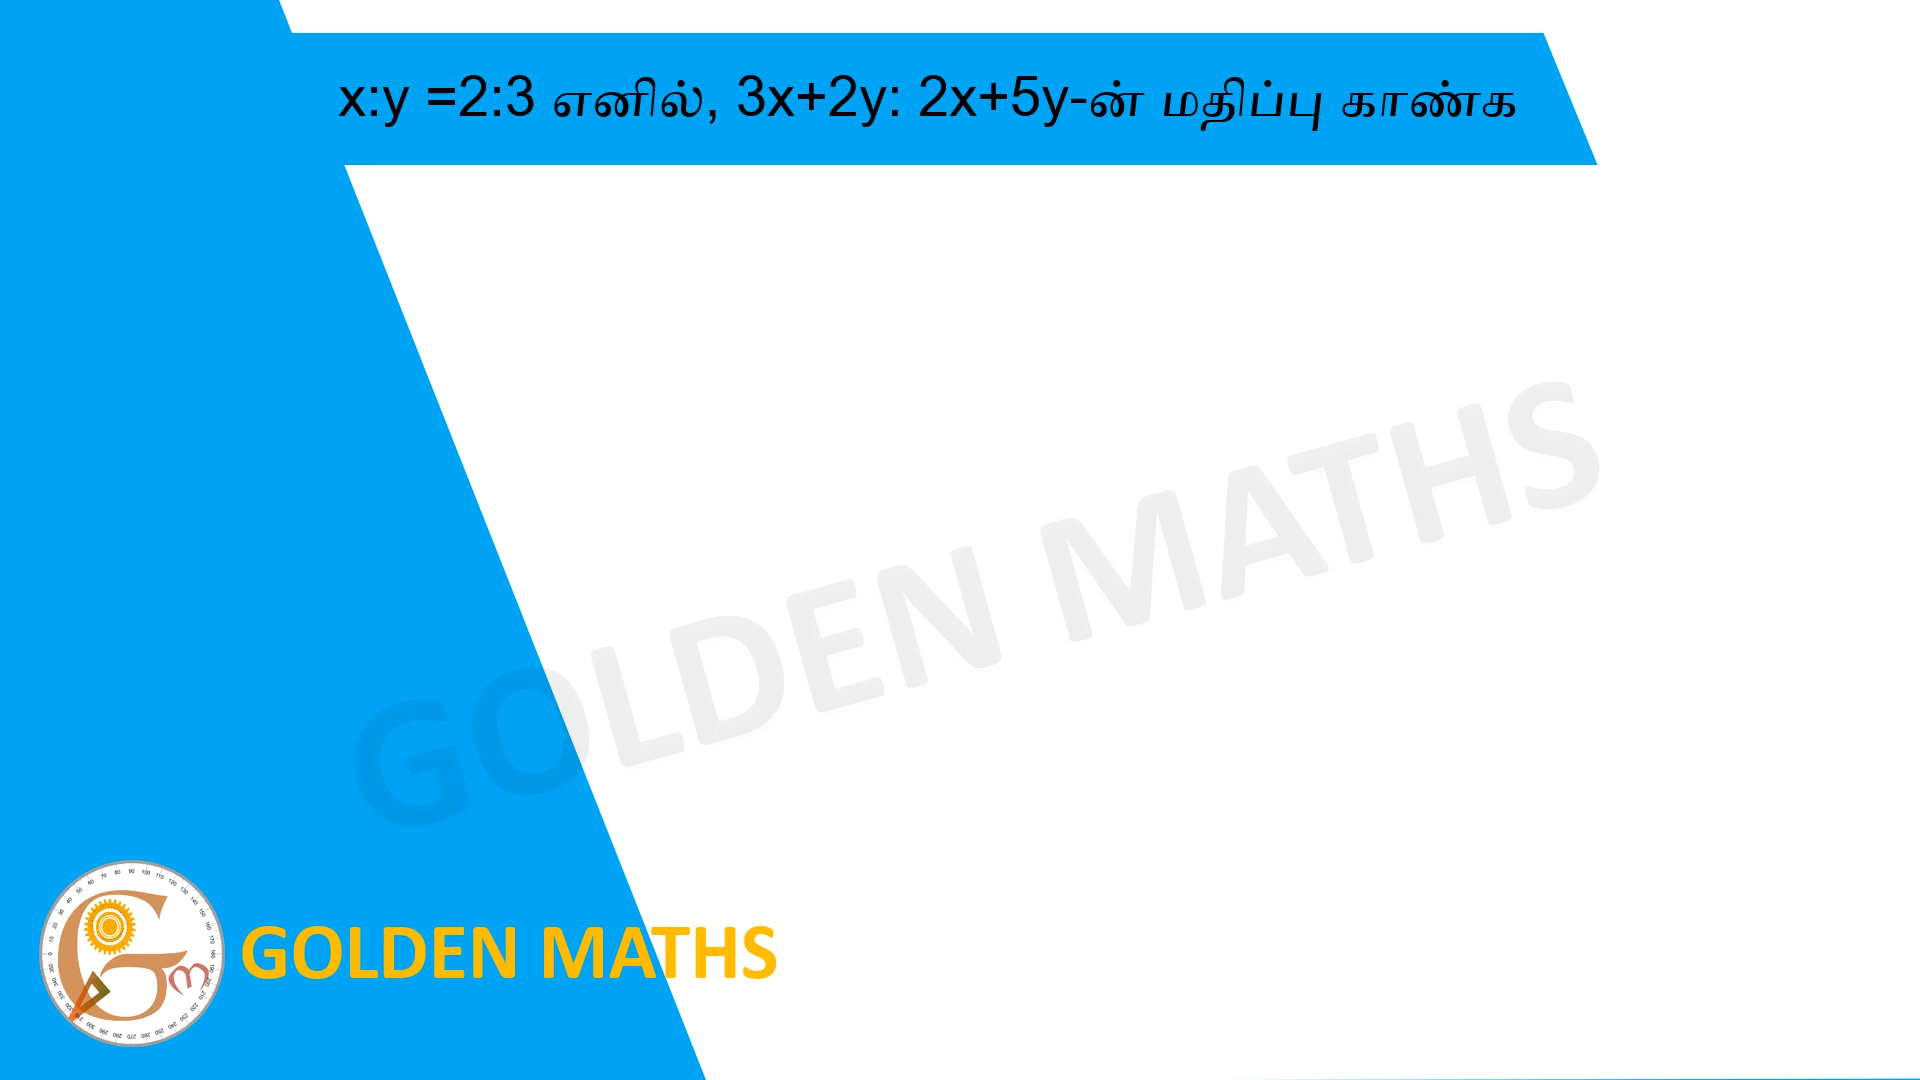 x:y =2:3 எனில், 3x+2y: 2x+5y-ன் மதிப்பு காண்க
GOLDEN MATHS
GOLDEN MATHS